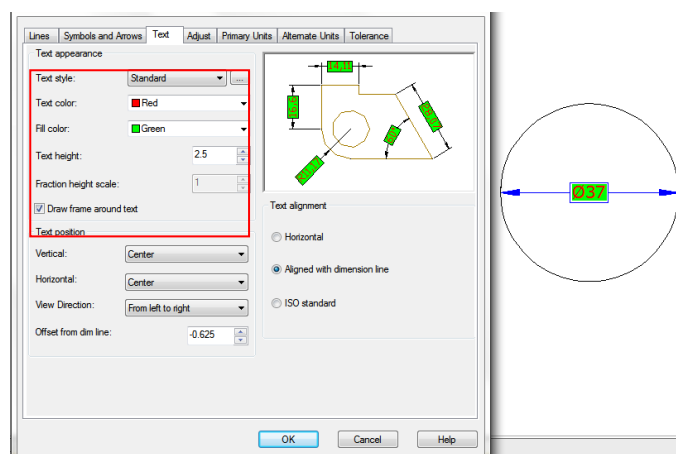 Lines Symbols and Arrows Text Adjust Primary Units Alternate Units Tolerance
Text appearance
Text style: Standard ...
Text color: Red
Fill color: Green
Text height: 2.5
Fraction height scale: 1
Draw frame around text
Text position
Vertical: Center
Horizontal: Center
View Direction: From left to right
Offset from dim line: -0.625
14,11
Text alignment
Horizontal
Aligned with dimension line
ISO standard
OK Cancel Help
Ø37